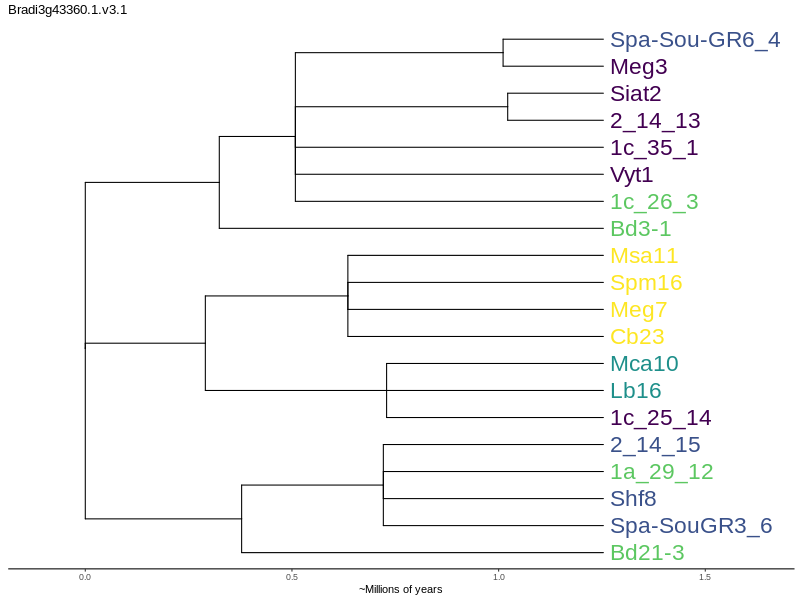 Bradi3g43360.1.v3.1
Spa-Sou-GR6_4
Meg3
Siat2
2_14_13
1c_35_1
Vyt1
1c_26_3
Bd3-1
Msa11
Spm16
Meg7
Cb23
Mca10
Lb16
1c_25_14
2_14_15
1a_29_12
Shf8
Spa-SouGR3_6
Bd21-3
0.0 0.5 1.0 1.5
~Millions of years